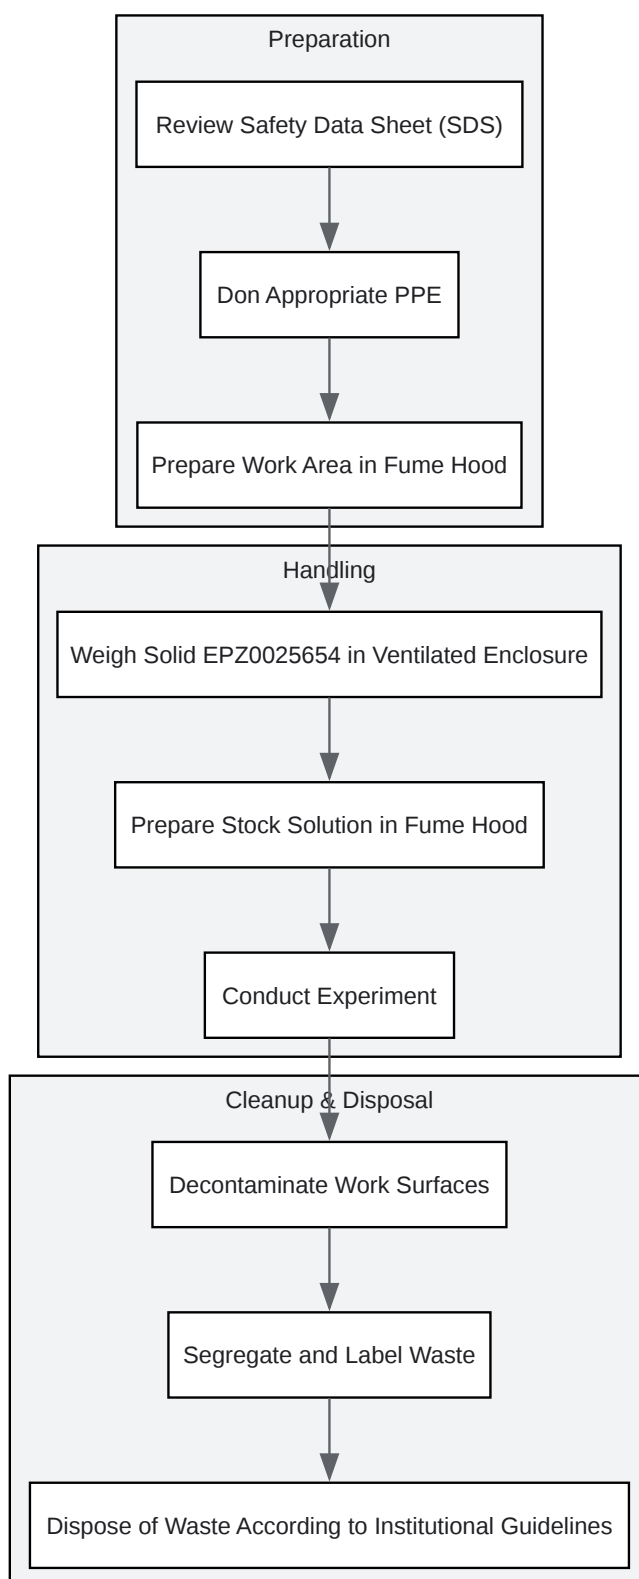 Preparation
Review Safety Data Sheet (SDS)
Don Appropriate PPE
Prepare Work Area in Fume Hood
Handling
Weigh Solid EPZ0025654 in Ventilated Enclosure
Prepare Stock Solution in Fume Hood
Conduct Experiment
Cleanup & Disposal
Decontaminate Work Surfaces
Segregate and Label Waste
Dispose of Waste According to Institutional Guidelines